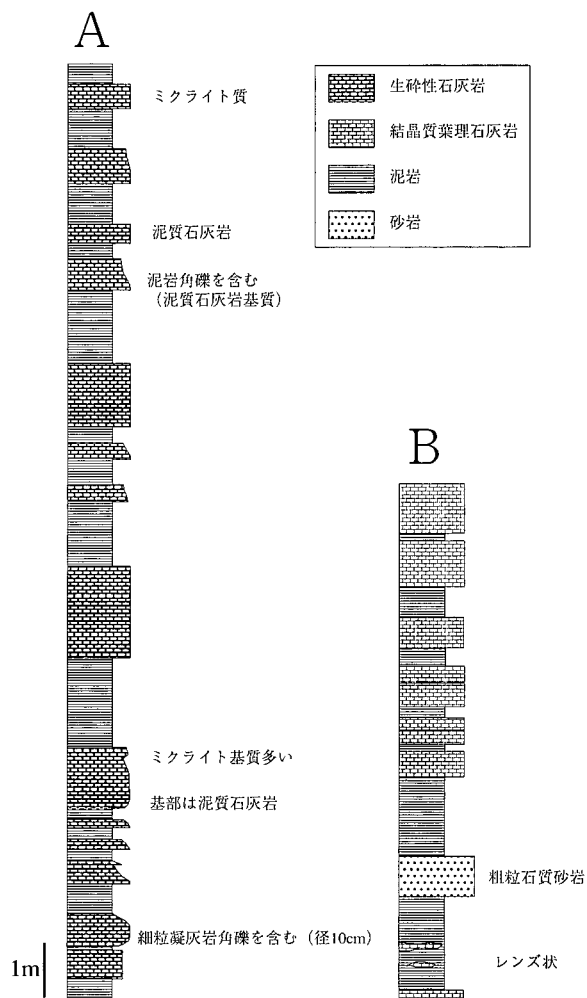 A
ミクライト質
泥質石灰岩
泥岩角礫を含む
（泥質石灰岩基質）
ミクライト基質多い
基部は泥質石灰岩
細粒凝灰岩角礫を含む（径10cm）
1m
生砕性石灰岩
結晶質葉理石灰岩
泥岩
砂岩
B
粗粒石質砂岩
レンズ状